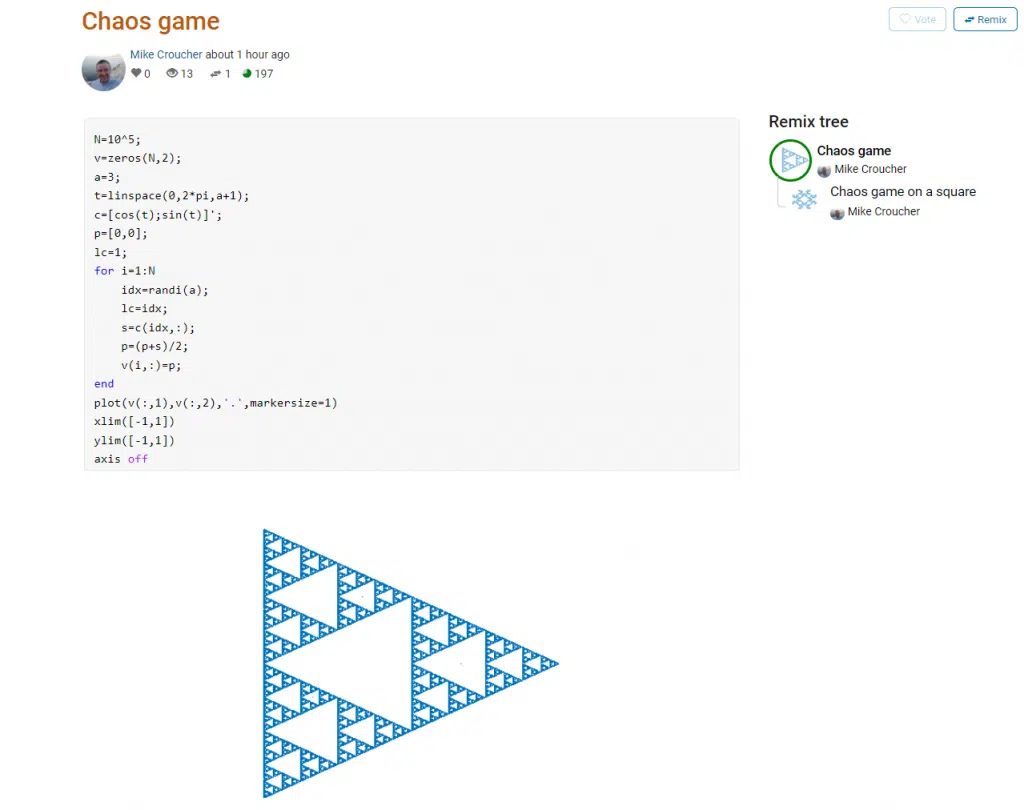 Chaos game
Vote
Remix
Mike Croucher about 1 hour ago
0 13 1 197
N=10^5;
v=zeros(N,2);
a=3;
t=linspace(0,2*pi,a+1);
c=[cos(t);sin(t)]';
p=[0,0];
lc=1;
for i=1:N
    idx=randi(a);
    lc=idx;
    s=c(idx,:);
    p=(p+s)/2;
    v(i,:)=p;
end
plot(v(:,1),v(:,2),'.',markersize=1)
xlim([-1,1])
ylim([-1,1])
axis off
Remix tree
Chaos game
Mike Croucher
Chaos game on a square
Mike Croucher